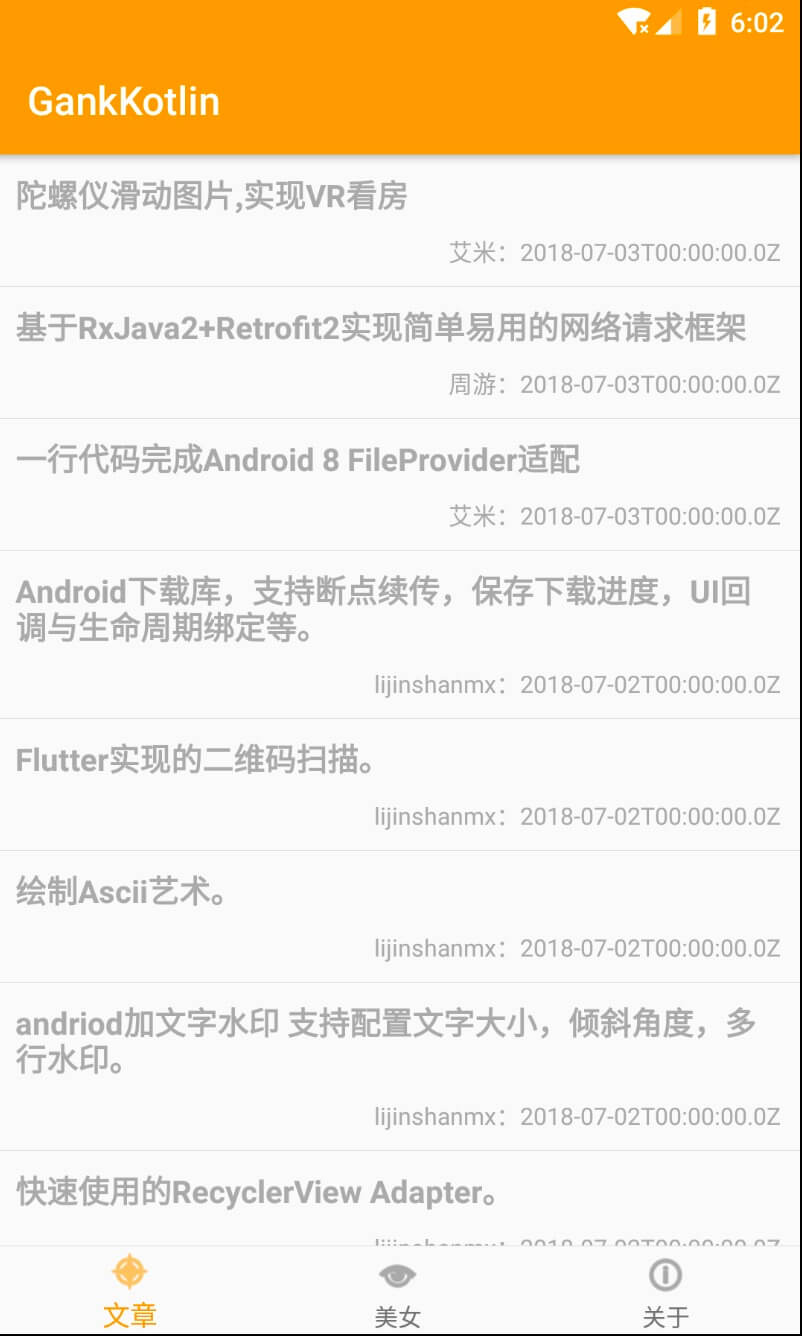 6:02
GankKotlin
陀螺仪滑动图片,实现VR看房
艾米：2018-07-03T00:00:00.0Z
基于RxJava2+Retrofit2实现简单易用的网络请求框架
周游：2018-07-03T00:00:00.0Z
一行代码完成Android 8 FileProvider适配
艾米：2018-07-03T00:00:00.0Z
Android下载库，支持断点续传，保存下载进度，UI回
调与生命周期绑定等。
lijinshanmx：2018-07-02T00:00:00.0Z
Flutter实现的二维码扫描。
lijinshanmx：2018-07-02T00:00:00.0Z
绘制Ascii艺术。
lijinshanmx：2018-07-02T00:00:00.0Z
andriod加文字水印 支持配置文字大小，倾斜角度，多
行水印。
lijinshanmx：2018-07-02T00:00:00.0Z
快速使用的RecyclerView Adapter。
文章
美女
关于